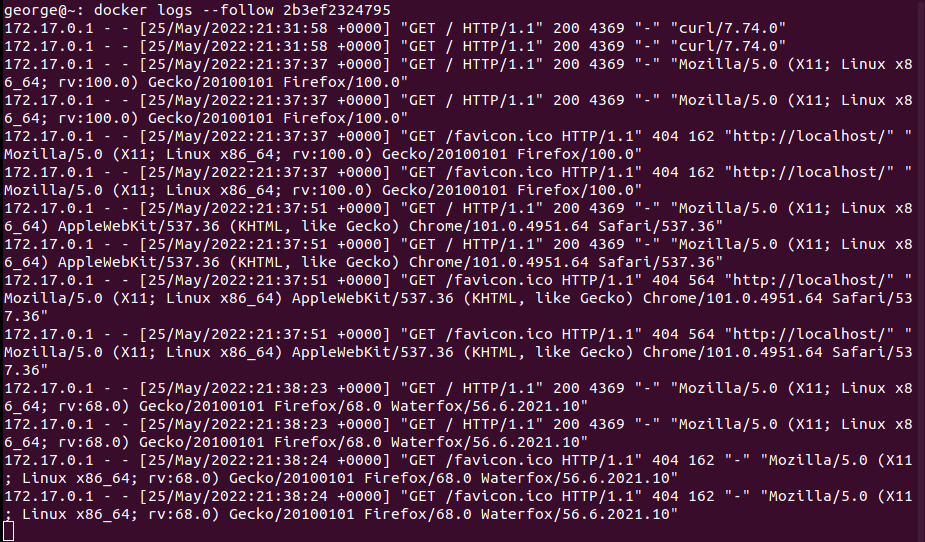 george@~: docker logs --follow 2b3ef2324795
172.17.0.1 - - [25/May/2022:21:31:58 +0000] "GET / HTTP/1.1" 200 4369 "-" "curl/7.74.0"
172.17.0.1 - - [25/May/2022:21:31:58 +0000] "GET / HTTP/1.1" 200 4369 "-" "curl/7.74.0"
172.17.0.1 - - [25/May/2022:21:37:37 +0000] "GET / HTTP/1.1" 200 4369 "-" "Mozilla/5.0 (X11; Linux x8
6_64; rv:100.0) Gecko/20100101 Firefox/100.0"
172.17.0.1 - - [25/May/2022:21:37:37 +0000] "GET / HTTP/1.1" 200 4369 "-" "Mozilla/5.0 (X11; Linux x8
6_64; rv:100.0) Gecko/20100101 Firefox/100.0"
172.17.0.1 - - [25/May/2022:21:37:37 +0000] "GET /favicon.ico HTTP/1.1" 404 162 "http://localhost/" "
Mozilla/5.0 (X11; Linux x86_64; rv:100.0) Gecko/20100101 Firefox/100.0"
172.17.0.1 - - [25/May/2022:21:37:37 +0000] "GET /favicon.ico HTTP/1.1" 404 162 "http://localhost/" "
Mozilla/5.0 (X11; Linux x86_64; rv:100.0) Gecko/20100101 Firefox/100.0"
172.17.0.1 - - [25/May/2022:21:37:51 +0000] "GET / HTTP/1.1" 200 4369 "-" "Mozilla/5.0 (X11; Linux x8
6_64) AppleWebKit/537.36 (KHTML, like Gecko) Chrome/101.0.4951.64 Safari/537.36"
172.17.0.1 - - [25/May/2022:21:37:51 +0000] "GET / HTTP/1.1" 200 4369 "-" "Mozilla/5.0 (X11; Linux x8
6_64) AppleWebKit/537.36 (KHTML, like Gecko) Chrome/101.0.4951.64 Safari/537.36"
172.17.0.1 - - [25/May/2022:21:37:51 +0000] "GET /favicon.ico HTTP/1.1" 404 564 "http://localhost/" "
Mozilla/5.0 (X11; Linux x86_64) AppleWebKit/537.36 (KHTML, like Gecko) Chrome/101.0.4951.64 Safari/53
7.36"
172.17.0.1 - - [25/May/2022:21:37:51 +0000] "GET /favicon.ico HTTP/1.1" 404 564 "http://localhost/" "
Mozilla/5.0 (X11; Linux x86_64) AppleWebKit/537.36 (KHTML, like Gecko) Chrome/101.0.4951.64 Safari/53
7.36"
172.17.0.1 - - [25/May/2022:21:38:23 +0000] "GET / HTTP/1.1" 200 4369 "-" "Mozilla/5.0 (X11; Linux x8
6_64; rv:68.0) Gecko/20100101 Firefox/68.0 Waterfox/56.6.2021.10"
172.17.0.1 - - [25/May/2022:21:38:23 +0000] "GET / HTTP/1.1" 200 4369 "-" "Mozilla/5.0 (X11; Linux x8
6_64; rv:68.0) Gecko/20100101 Firefox/68.0 Waterfox/56.6.2021.10"
172.17.0.1 - - [25/May/2022:21:38:24 +0000] "GET /favicon.ico HTTP/1.1" 404 162 "-" "Mozilla/5.0 (X11
; Linux x86_64; rv:68.0) Gecko/20100101 Firefox/68.0 Waterfox/56.6.2021.10"
172.17.0.1 - - [25/May/2022:21:38:24 +0000] "GET /favicon.ico HTTP/1.1" 404 162 "-" "Mozilla/5.0 (X11
; Linux x86_64; rv:68.0) Gecko/20100101 Firefox/68.0 Waterfox/56.6.2021.10"